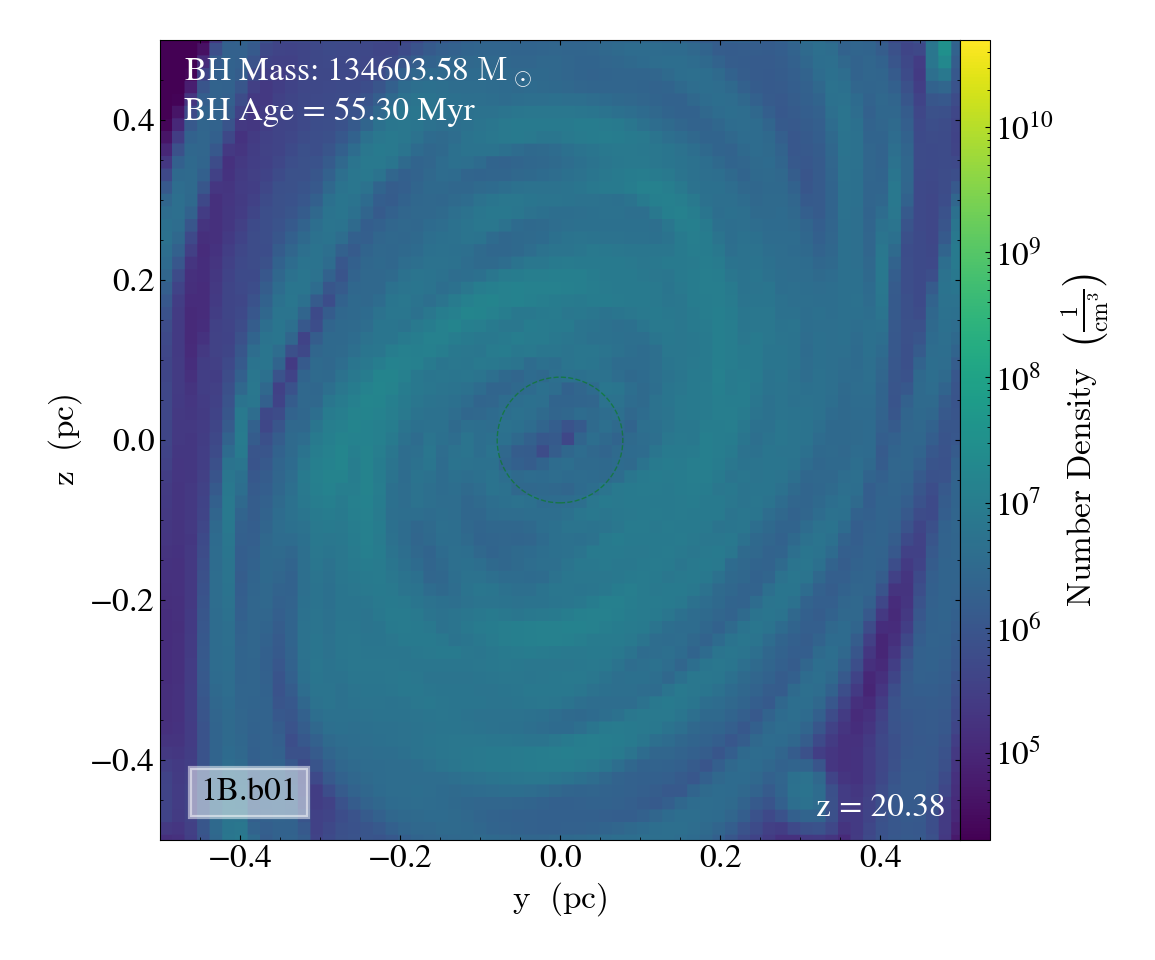 BH Mass: 134603.58 M⊙
BH Age = 55.30 Myr
1B.b01
z = 20.38
0.4
0.2
0.0
−0.2
−0.4
z (pc)
−0.4
−0.2
0.0
0.2
0.4
y (pc)
10¹⁰
10⁹
10⁸
10⁷
10⁶
10⁵
Number Density (1/cm³)